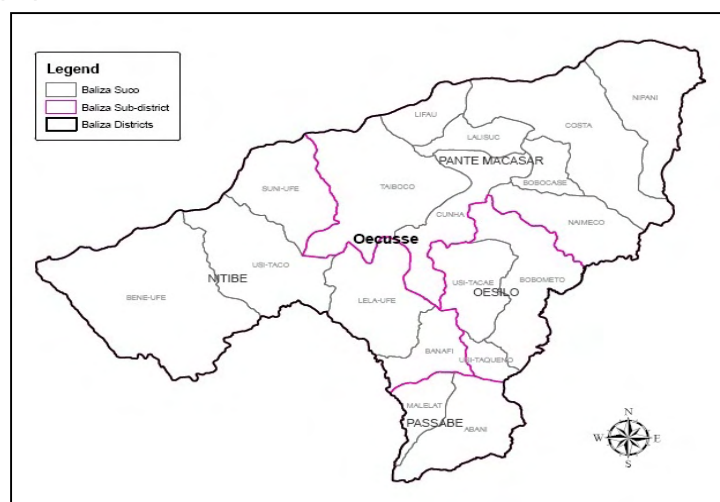 Legend
Baliza Suco
Baliza Sub-district
Baliza Districts
NIPANI
LIFAU
COSTA
LALISUC
PANTE MACASAR
BOBOCASE
SUNI-UFE
TAIBOCO
CUNHA
NAIMECO
Oecusse
USI-TACO
NITIBE
USI-TACAE
BOBOMETO
OESILO
BENE-UFE
LELA-UFE
BANAFI
USI-TAQUENO
MALELAT
PASSABE
ABANI
N
W
E
S